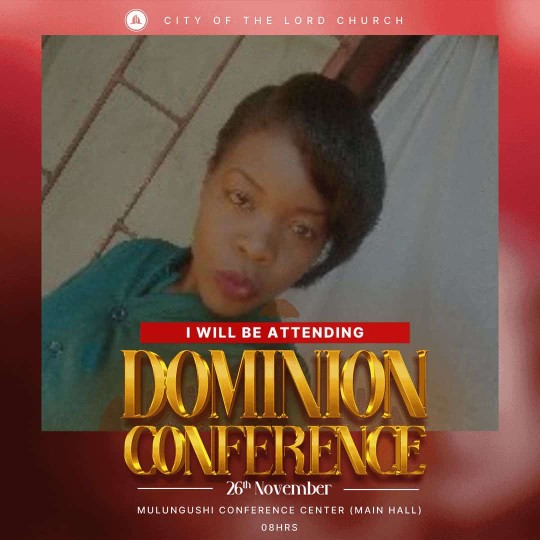 CITY OF THE LORD CHURCH
I WILL BE ATTENDING
DOMINION
CONFERENCE
26th November
MULUNGUSHI CONFERENCE CENTER (MAIN HALL)
08HRS